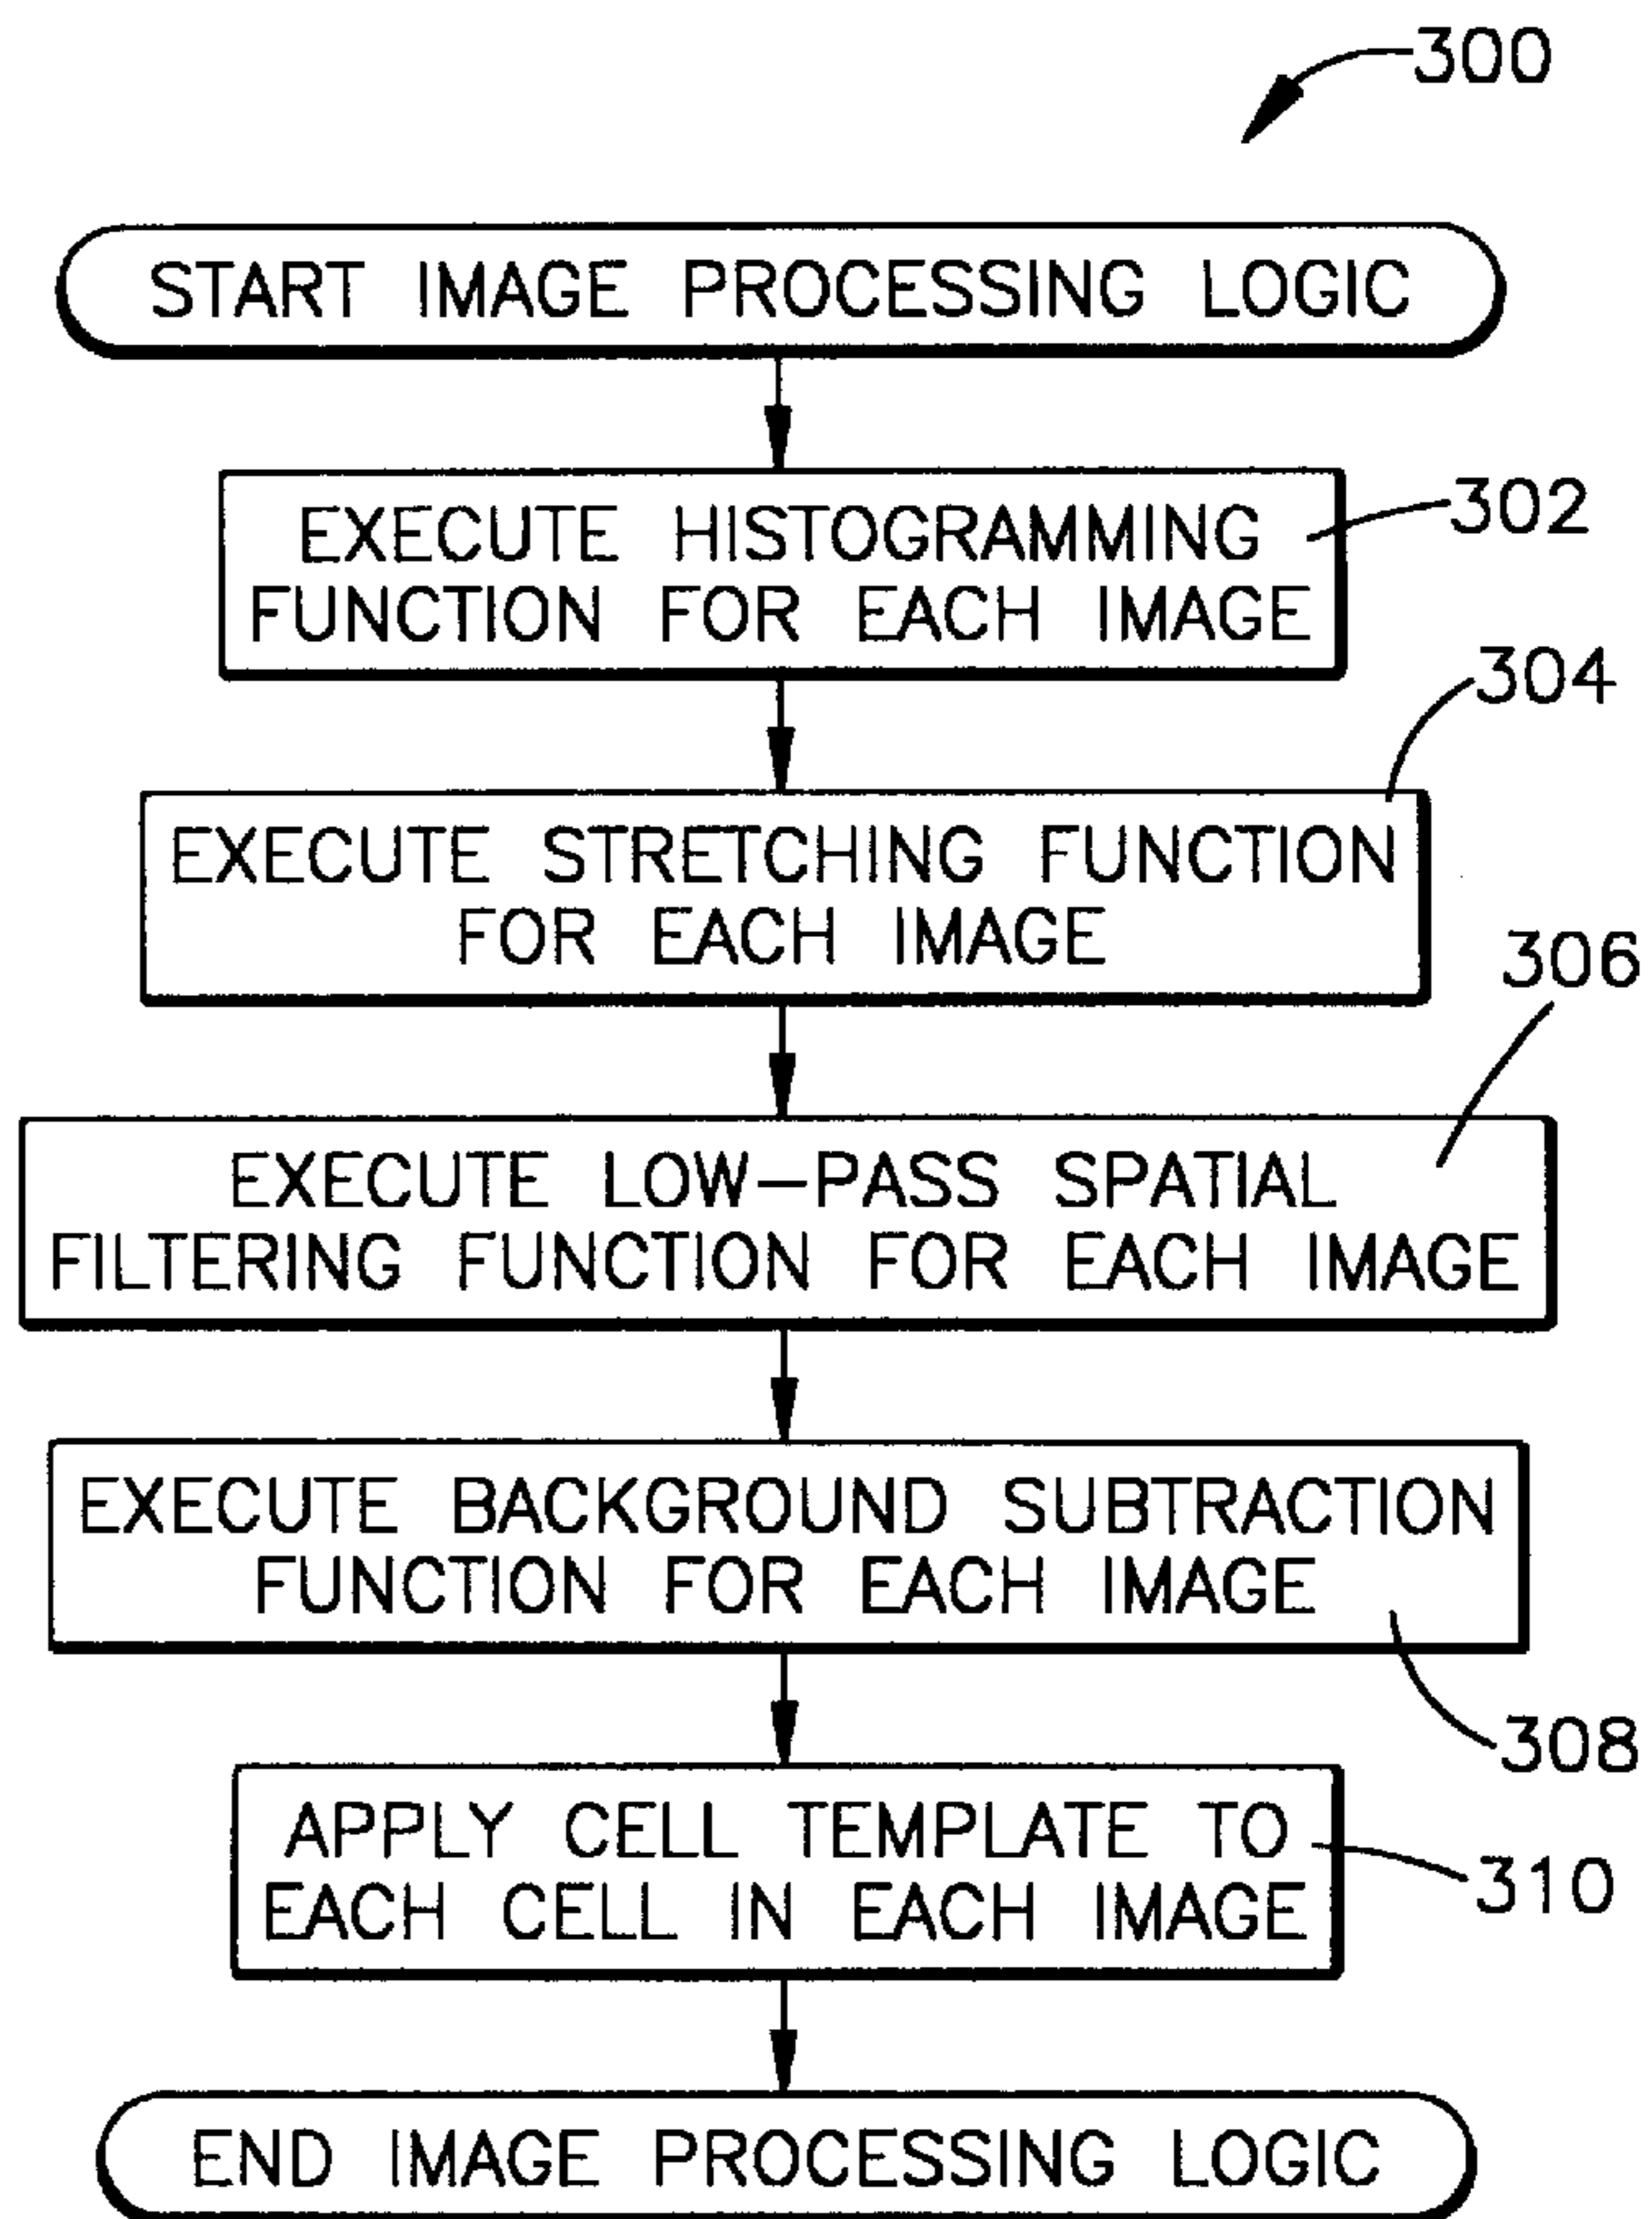 300
START IMAGE PROCESSING LOGIC
EXECUTE HISTOGRAMMING
FUNCTION FOR EACH IMAGE
302
304
EXECUTE STRETCHING FUNCTION
FOR EACH IMAGE
306
EXECUTE LOW-PASS SPATIAL
FILTERING FUNCTION FOR EACH IMAGE
EXECUTE BACKGROUND SUBTRACTION
FUNCTION FOR EACH IMAGE
308
APPLY CELL TEMPLATE TO
EACH CELL IN EACH IMAGE
310
END IMAGE PROCESSING LOGIC